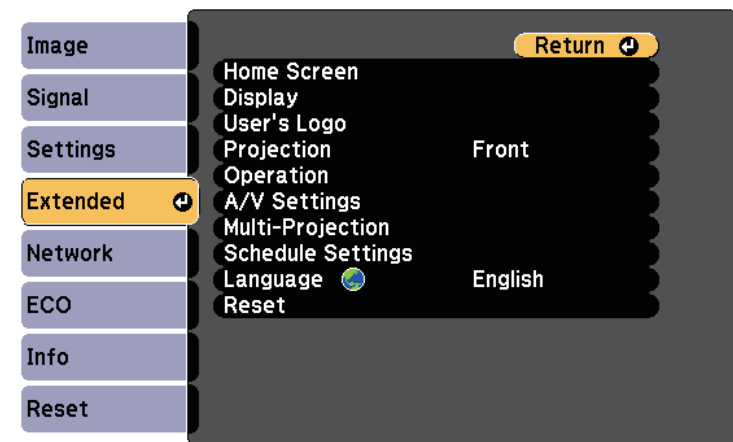 Image
Signal
Settings
Extended
Network
ECO
Info
Reset
Return
Home Screen
Display
User's Logo
Projection Front
Operation
A/V Settings
Multi-Projection
Schedule Settings
Language English
Reset